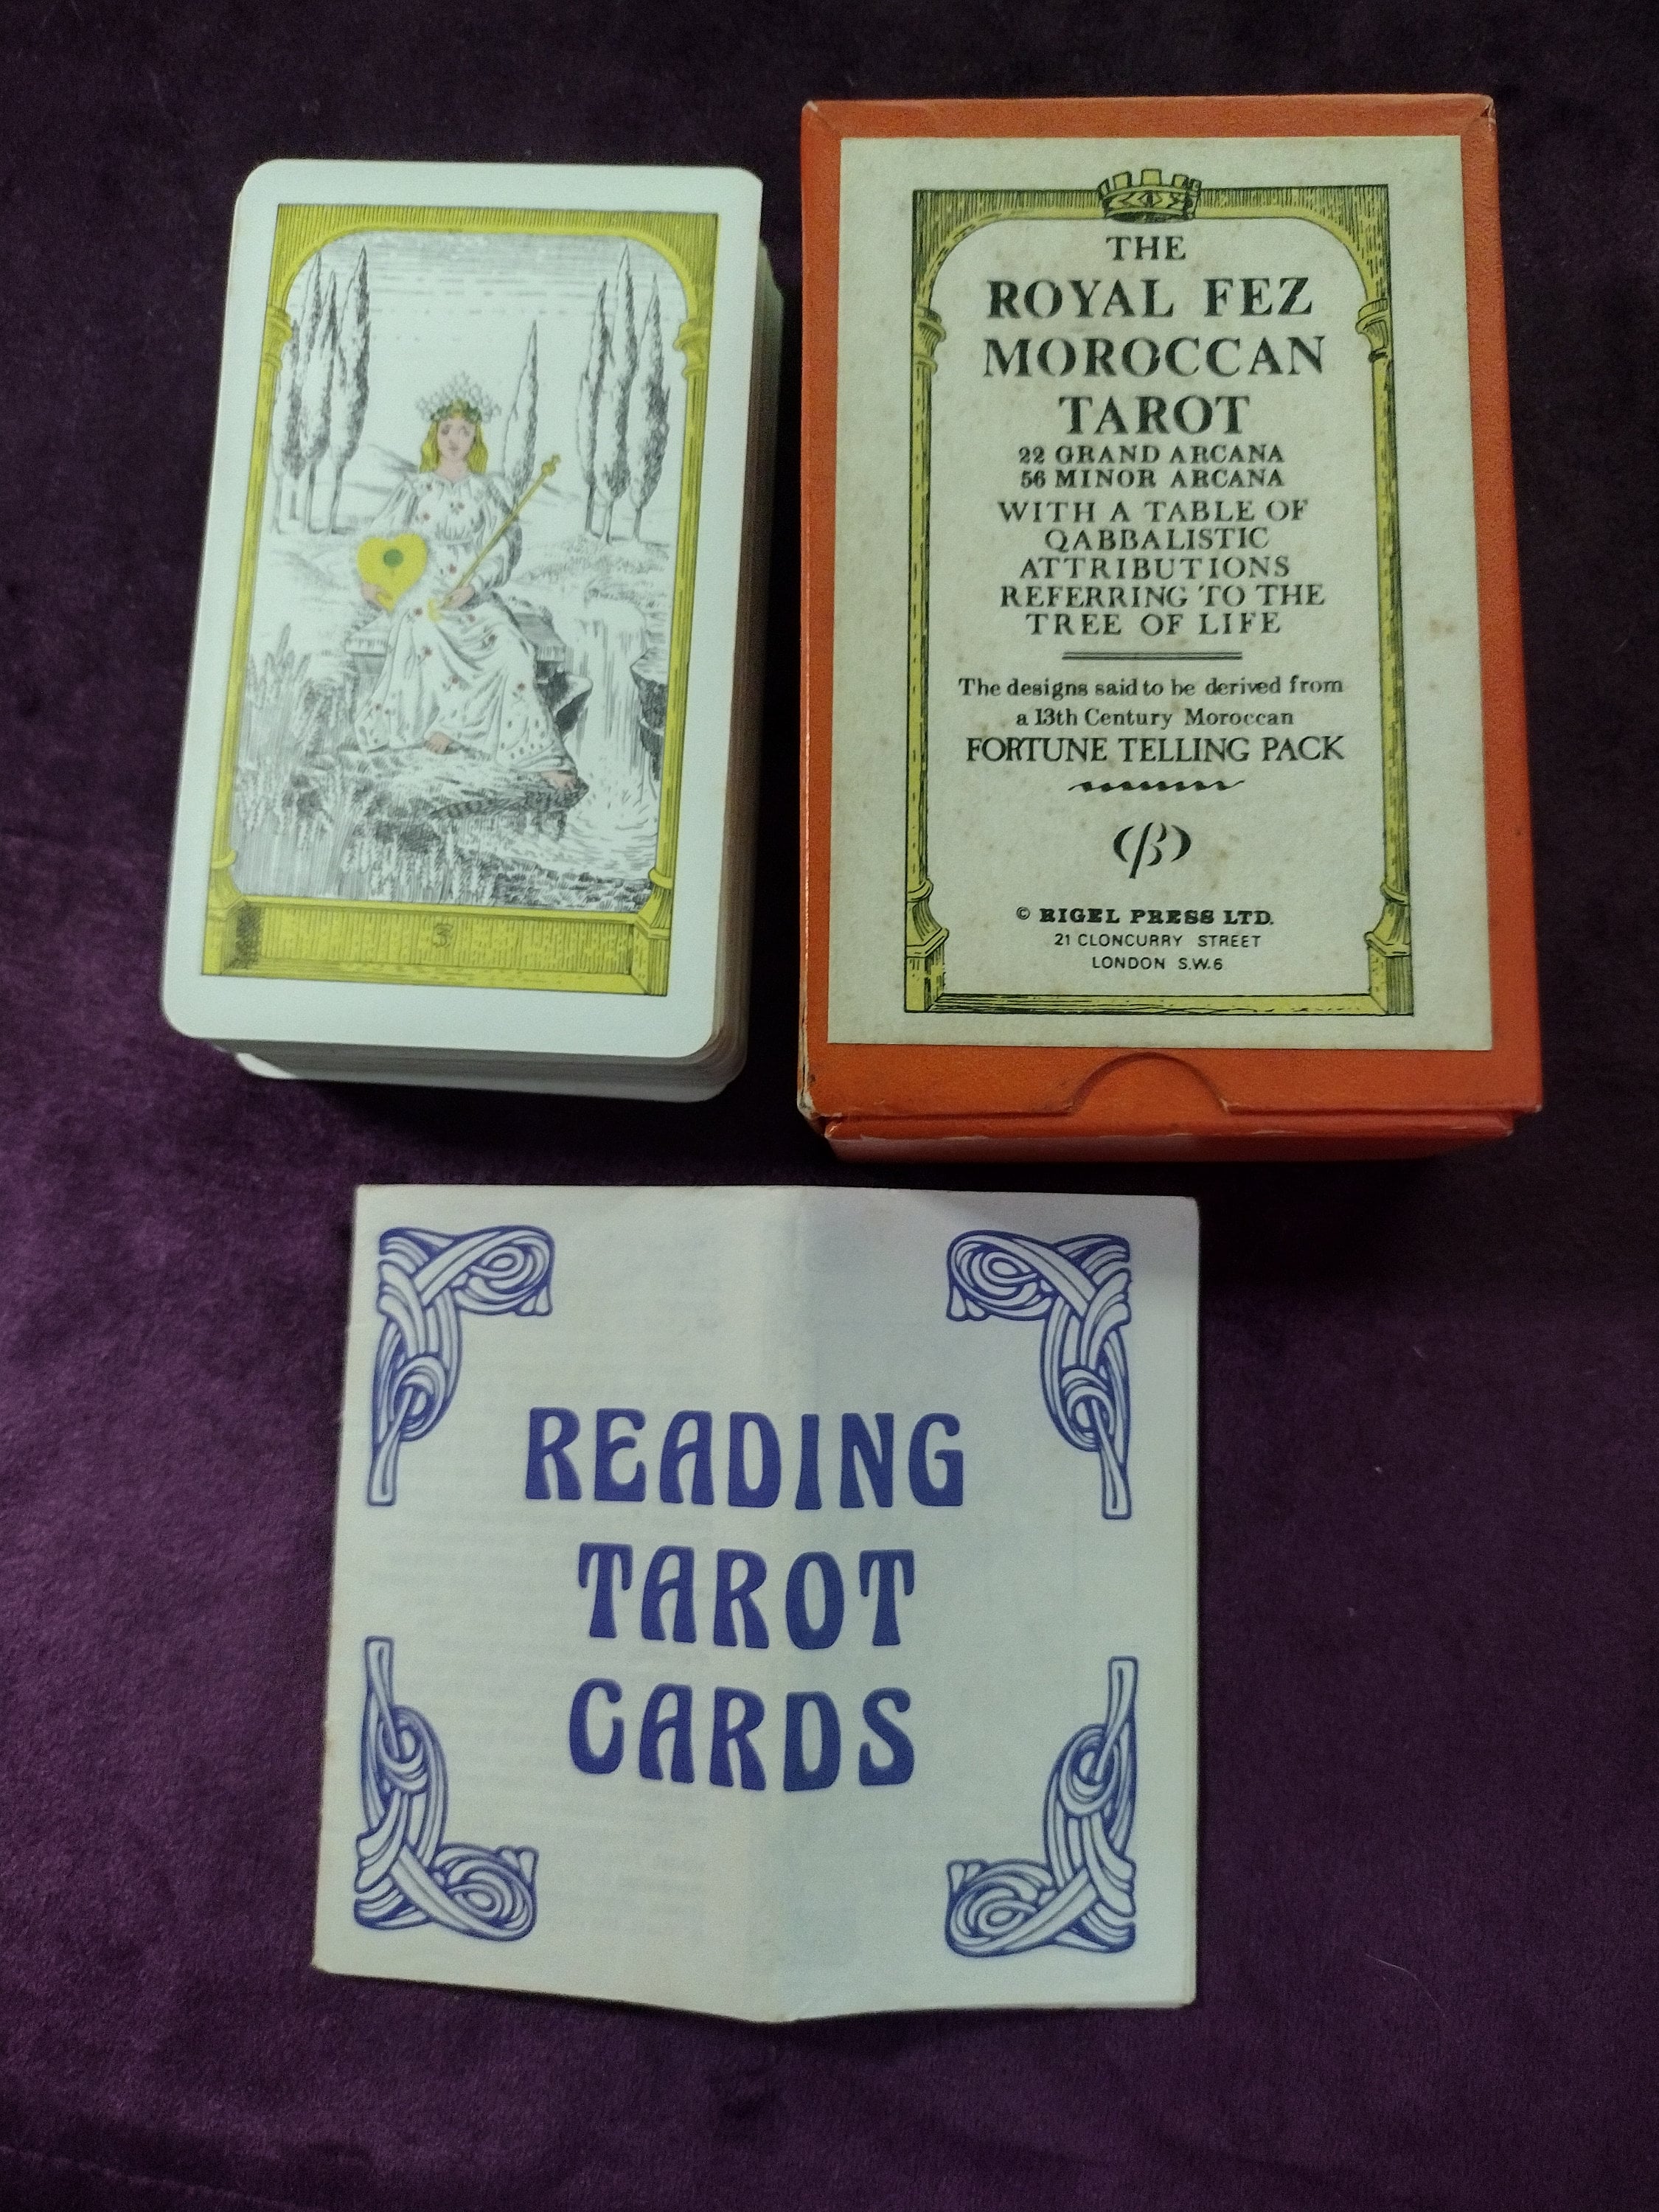 3
THE
ROYAL FEZ
MOROCCAN
TAROT
22 GRAND ARCANA
56 MINOR ARCANA
WITH A TABLE OF
QABBALISTIC
ATTRIBUTIONS
REFERRING TO THE
TREE OF LIFE
The designs said to be derived from
a 13th Century Moroccan
FORTUNE TELLING PACK
© RIGEL PRESS LTD.
21 CLONCURRY STREET
LONDON S.W.6
READING
TAROT
CARDS